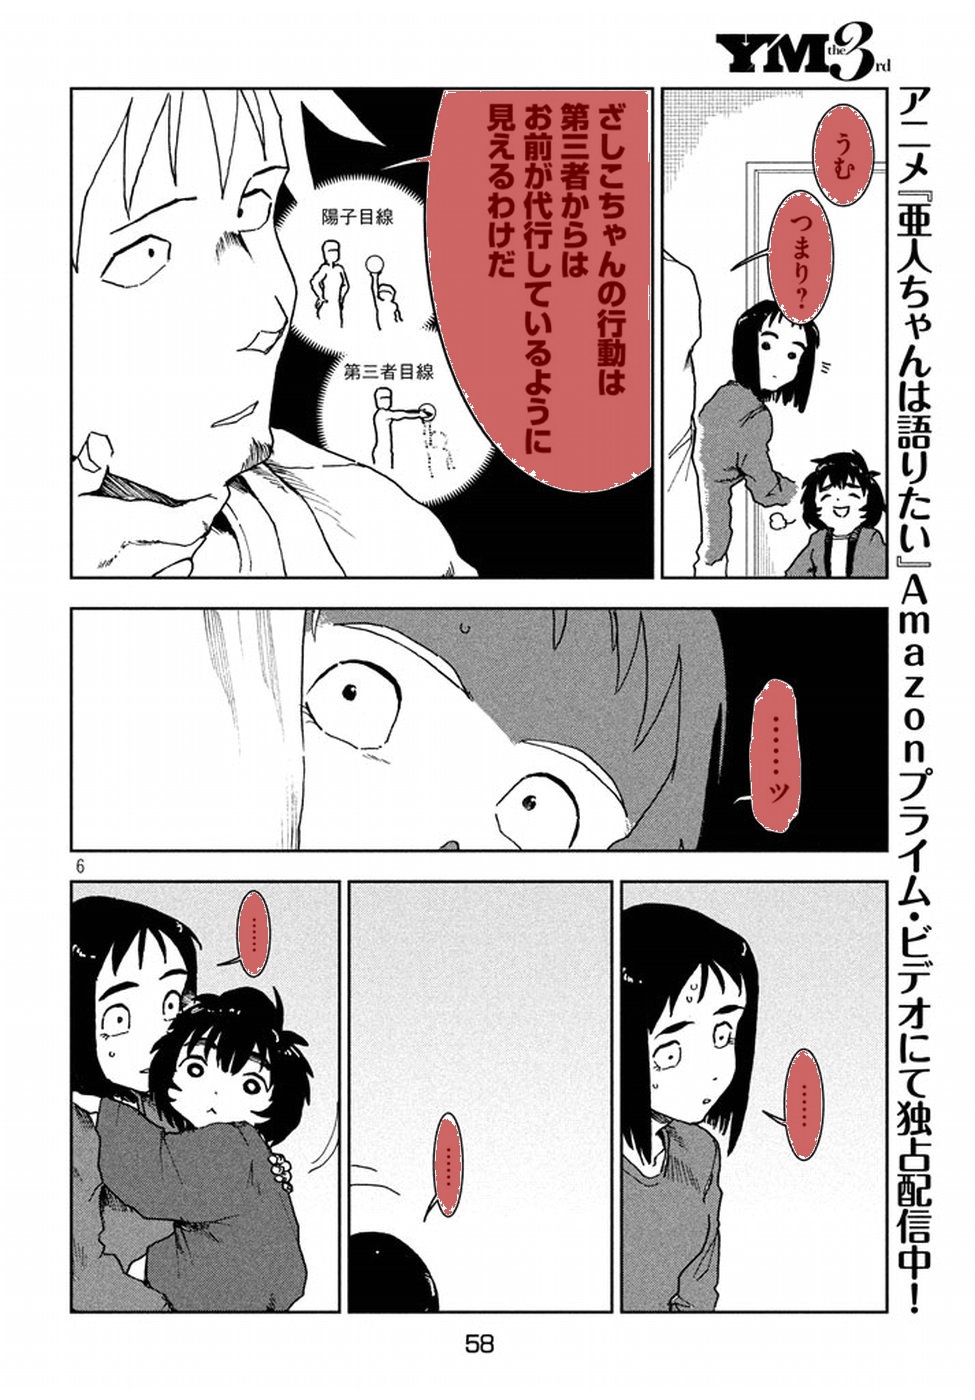 YM the 3rd
アニメ『亜人ちゃんは語りたい』Amazonプライム・ビデオにて独占配信中！
うむ
つまり？
ざしこちゃんの行動は
第三者からは
お前が代行しているように
見えるわけだ
陽子目線
第三者目線
……ッ
6
……
……
……
58